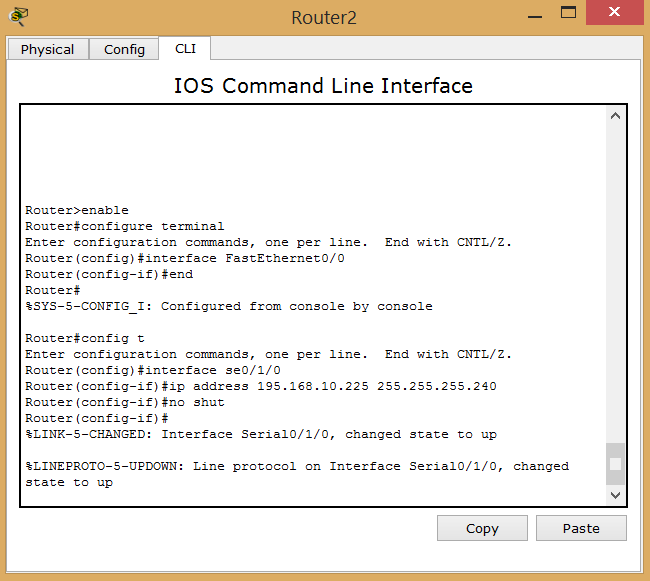 Router2
Physical Config CLI
IOS Command Line Interface
Router>enable
Router#configure terminal
Enter configuration commands, one per line.  End with CNTL/Z.
Router(config)#interface FastEthernet0/0
Router(config-if)#end
Router#
%SYS-5-CONFIG_I: Configured from console by console
Router#config t
Enter configuration commands, one per line.  End with CNTL/Z.
Router(config)#interface se0/1/0
Router(config-if)#ip address 195.168.10.225 255.255.255.240
Router(config-if)#no shut
Router(config-if)#
%LINK-5-CHANGED: Interface Serial0/1/0, changed state to up
%LINEPROTO-5-UPDOWN: Line protocol on Interface Serial0/1/0, changed
state to up
Copy Paste